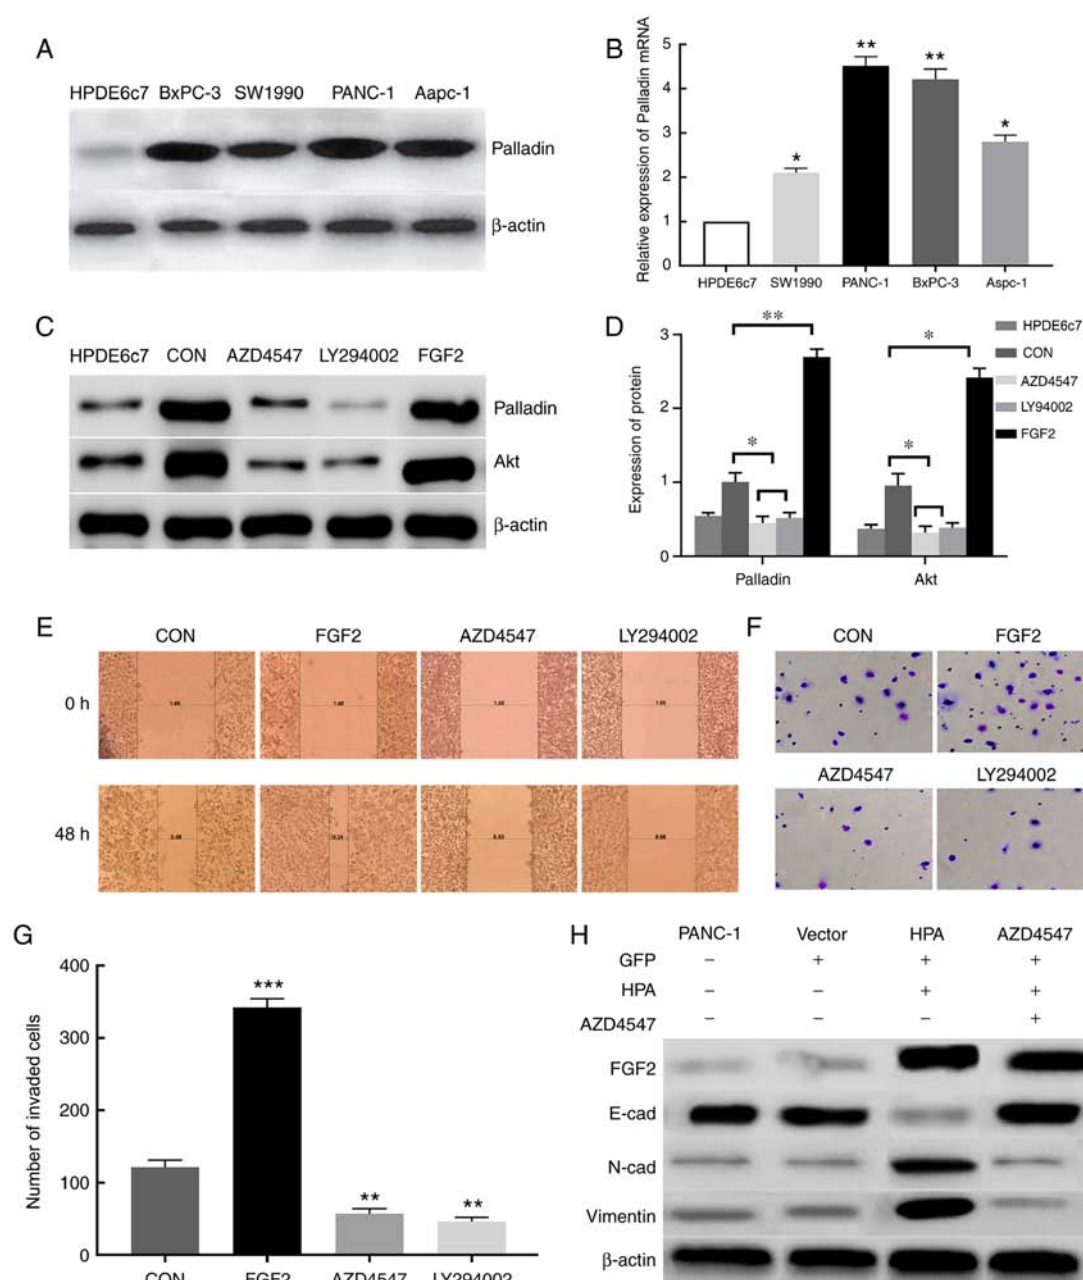 A
HPDE6c7 BxPC-3 SW1990 PANC-1 Aapc-1
Palladin
β-actin
B
Relative expression of Palladin mRNA
5
4
3
2
1
0
*
**
**
*
HPDE6c7 SW1990 PANC-1 BxPC-3 Aspc-1
C
HPDE6c7 CON AZD4547 LY294002 FGF2
Palladin
Akt
β-actin
D
Expression of protein
3
2
1
0
**
*
*
*
Palladin Akt
HPDE6c7
CON
AZD4547
LY94002
FGF2
E
CON FGF2 AZD4547 LY294002
0 h
48 h
F
CON FGF2
AZD4547 LY294002
G
Number of invaded cells
400
300
200
100
0
***
**
**
CON FGF2 AZD4547 LY294002
H
PANC-1 Vector HPA AZD4547
GFP − + + +
HPA − − + +
AZD4547 − − − +
FGF2
E-cad
N-cad
Vimentin
β-actin